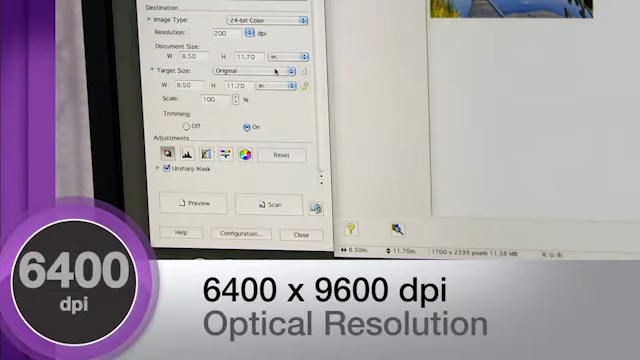 Destination
Image Type: 24-bit Color
Resolution: 200 dpi
Document Size:
W 8.50 H 11.70 in.
Target Size: Original
W 8.50 H 11.70 in.
Scale: 100 %
Trimming:
Off On
Adjustments
Reset
Unsharp Mask
Preview Scan
Help Configuration... Close
?
8.50in. 11.70in. 1700 x 2339 pixels 11.38 MB R: G: B:
6400
dpi
6400 x 9600 dpi
Optical Resolution